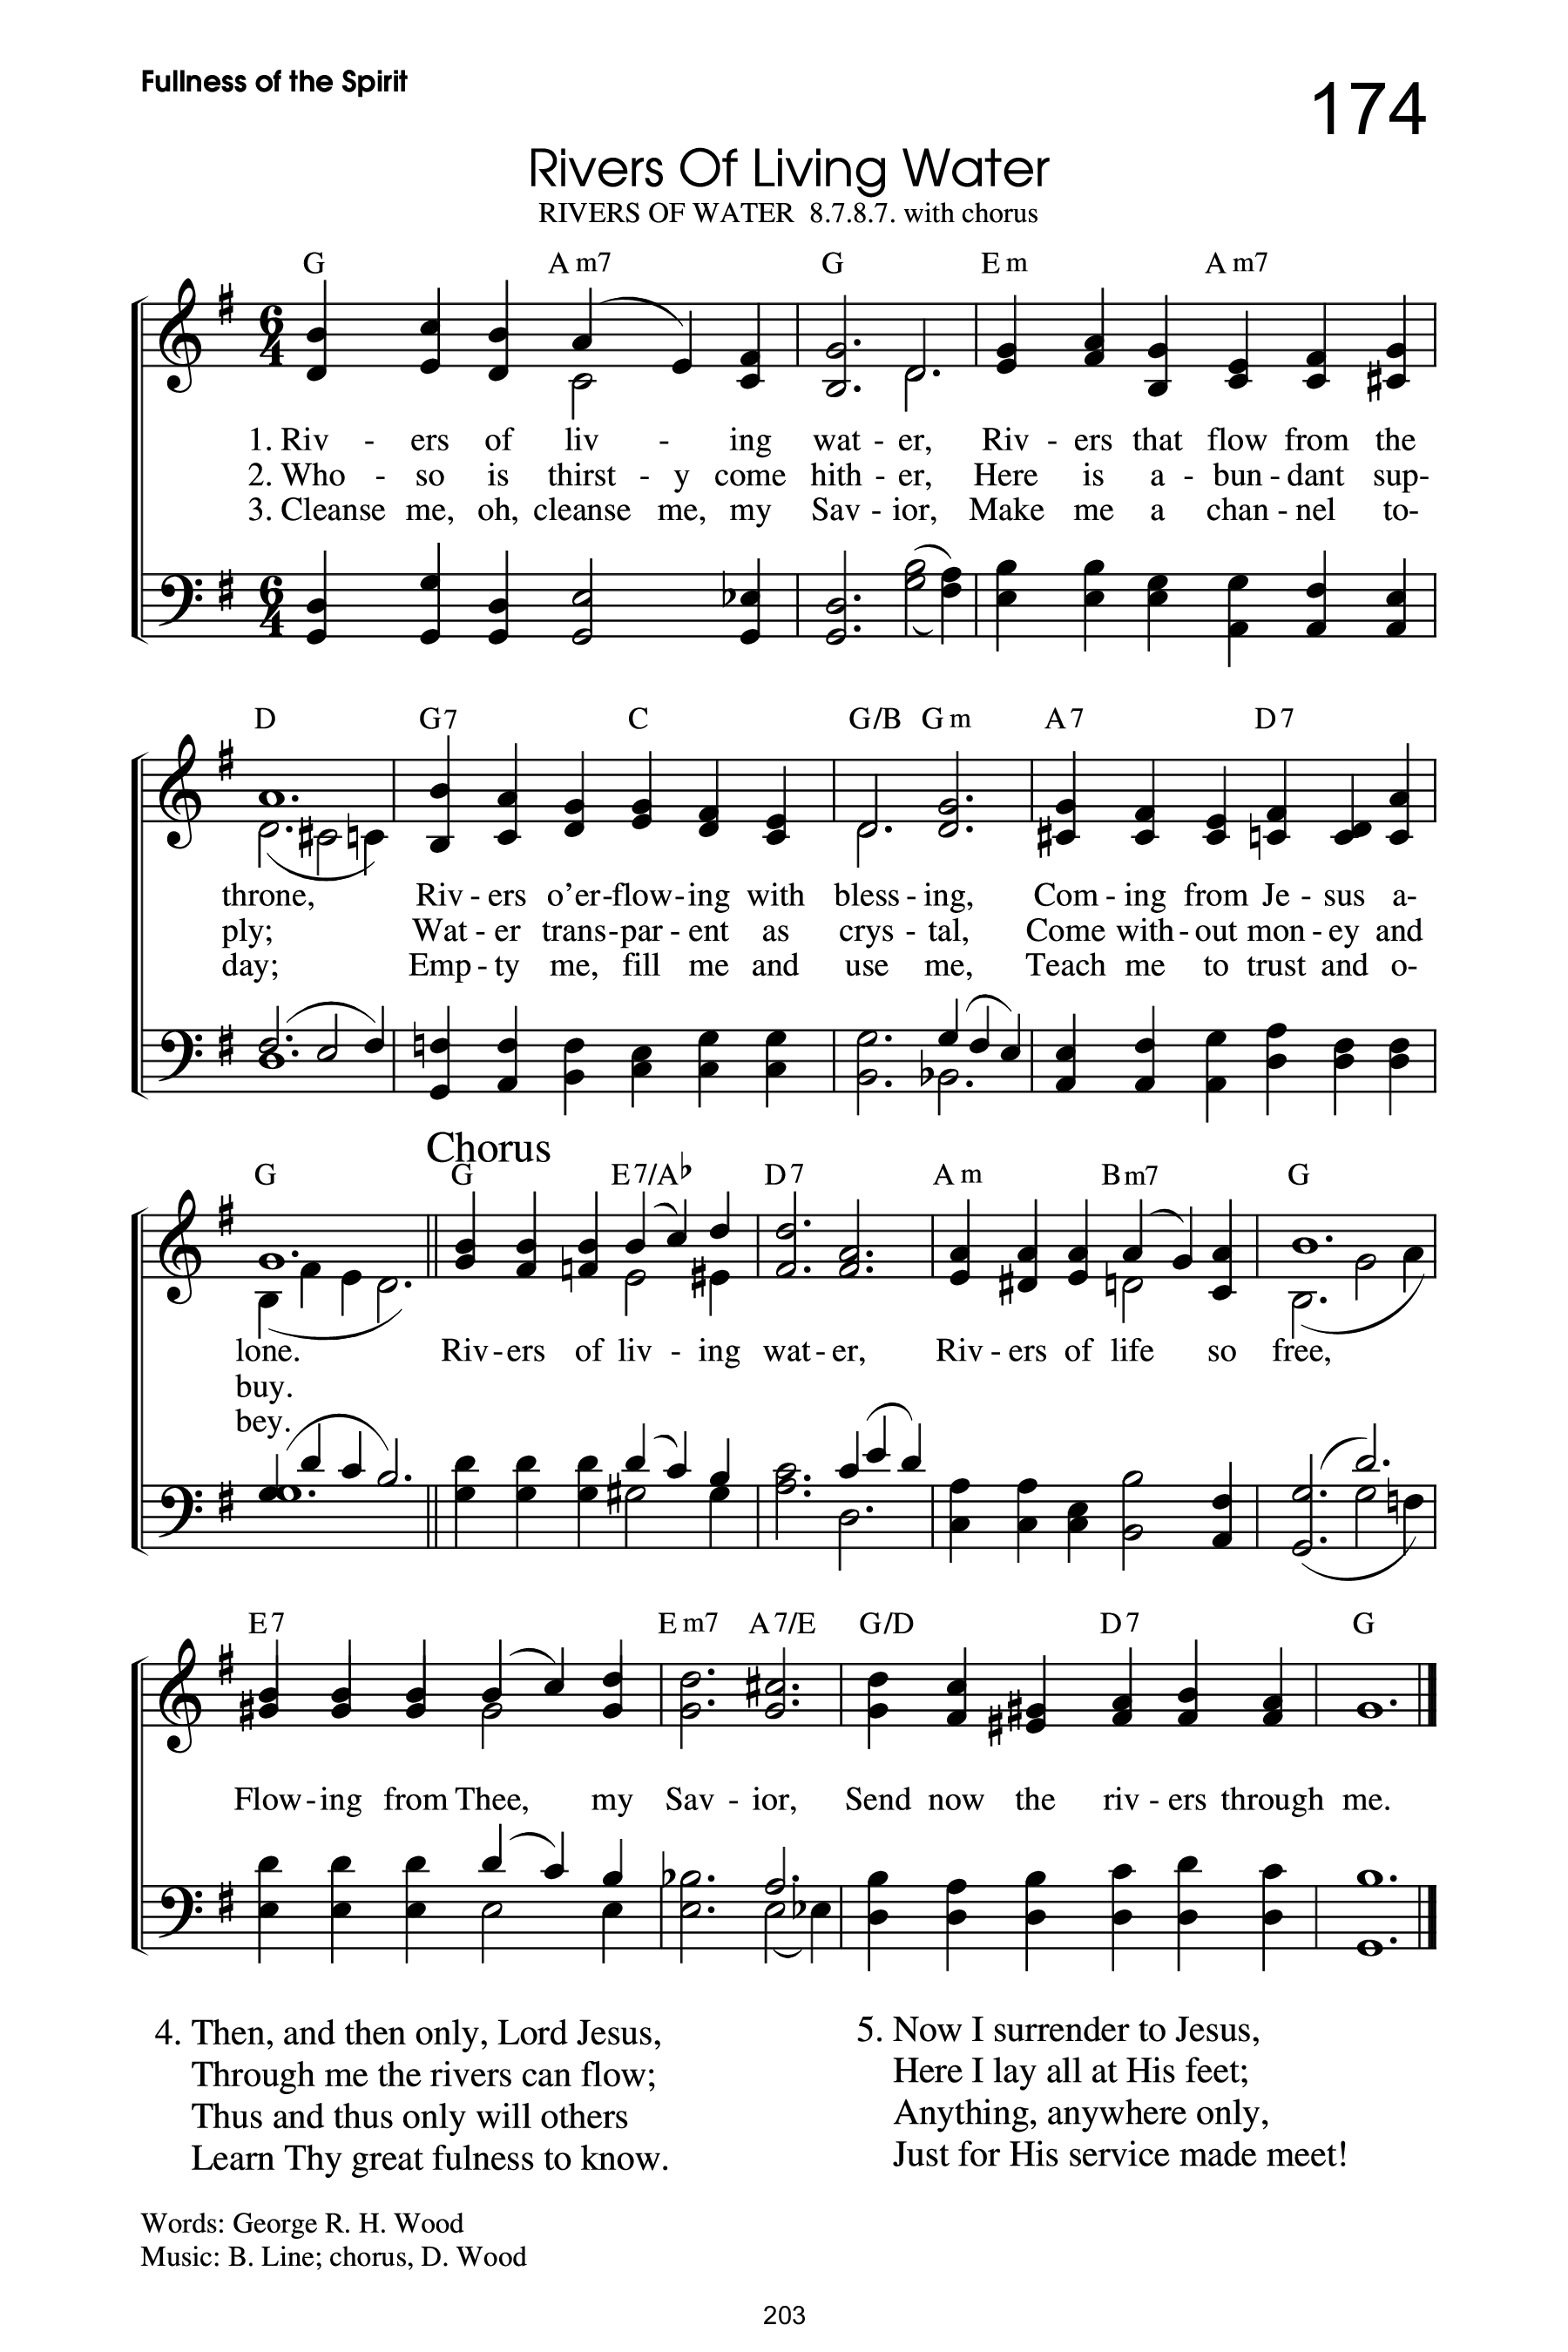 Fullness of the Spirit
174
Rivers Of Living Water
RIVERS OF WATER 8.7.8.7. with chorus
G Am7 G Em Am7
6 4
1. Riv - ers of liv - ing wat - er, Riv - ers that flow from the
2. Who - so is thirst - y come hith - er, Here is a - bun - dant sup-
3. Cleanse me, oh, cleanse me, my Sav - ior, Make me a chan - nel to-
6 4
D G7 C G/B Gm A7 D7
throne, Riv - ers o'er-flow-ing with bless - ing, Com - ing from Je - sus a-
ply; Wat - er trans-par - ent as crys - tal, Come with - out mon - ey and
day; Emp - ty me, fill me and use me, Teach me to trust and o-
Chorus
G G E7/A♭ D7 Am Bm7 G
lone. Riv - ers of liv - ing wat - er, Riv - ers of life so free,
buy.
bey.
E7 Em7 A7/E G/D D7 G
Flow - ing from Thee, my Sav - ior, Send now the riv - ers through me.
4. Then, and then only, Lord Jesus,
Through me the rivers can flow;
Thus and thus only will others
Learn Thy great fulness to know.
5. Now I surrender to Jesus,
Here I lay all at His feet;
Anything, anywhere only,
Just for His service made meet!
Words: George R. H. Wood
Music: B. Line; chorus, D. Wood
203